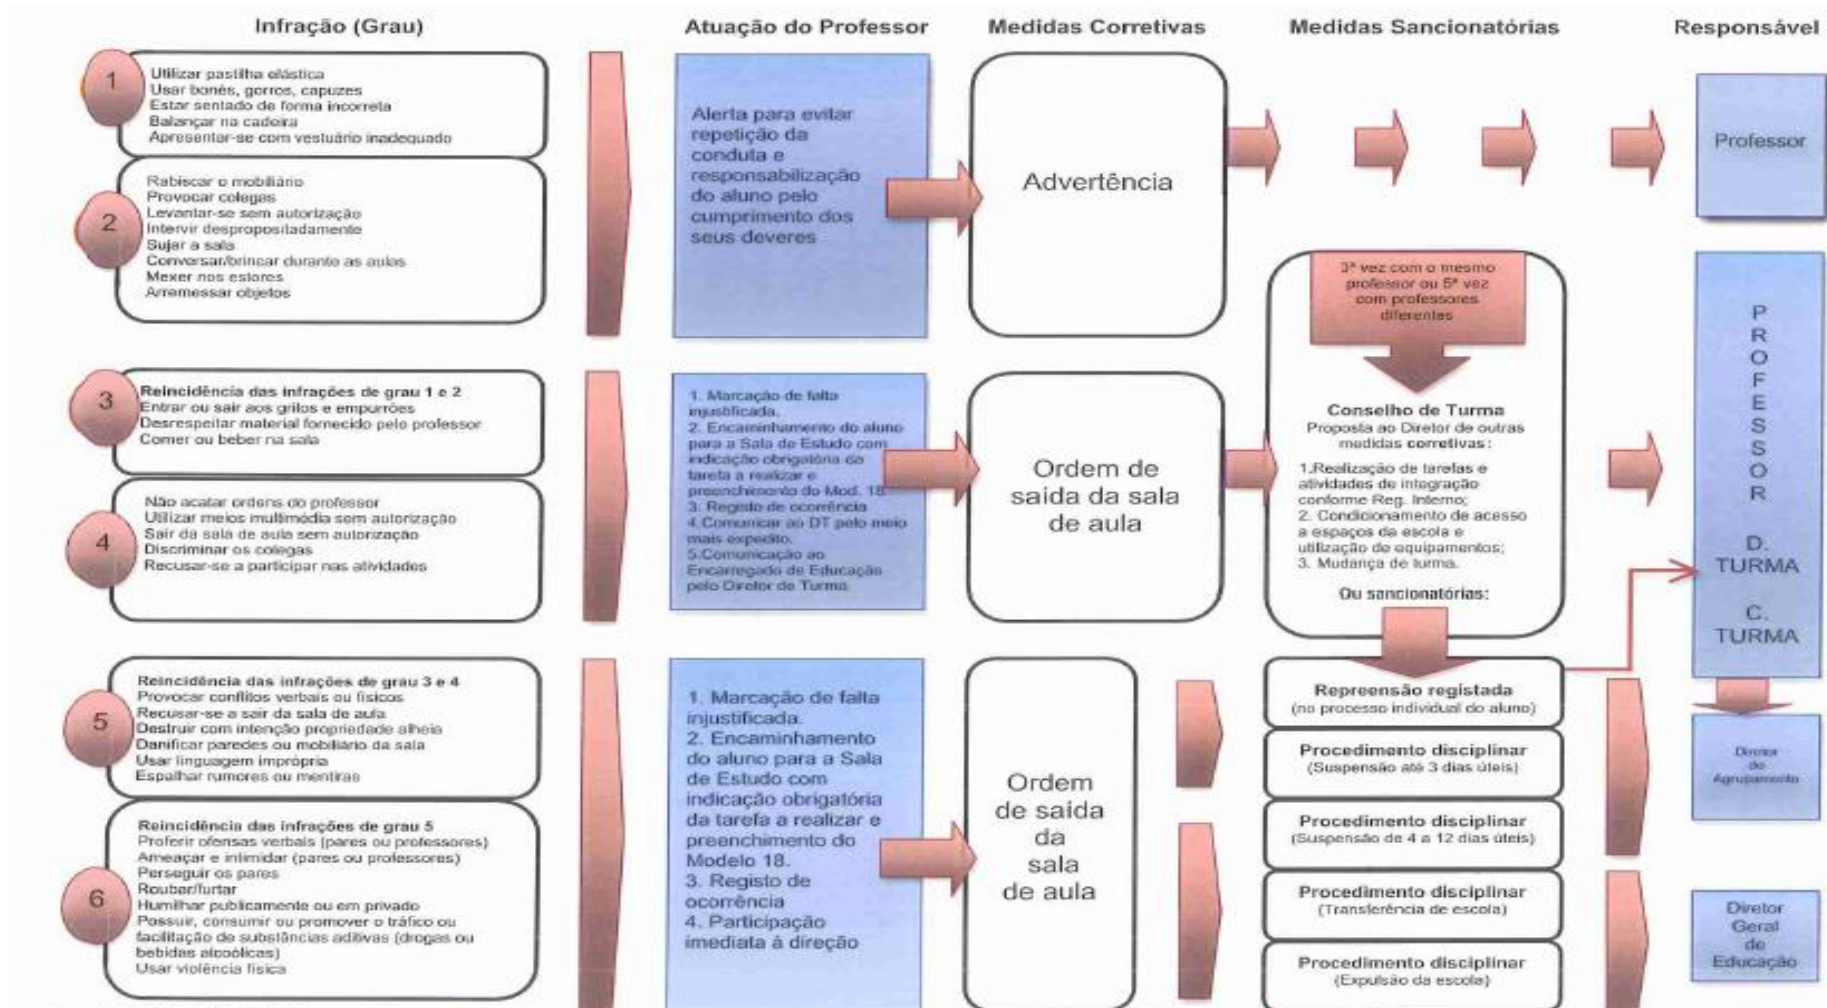 Infração (Grau)
Atuação do Professor
Medidas Corretivas
Medidas Sancionatórias
Responsável
1
Utilizar pastilha elástica
Usar bonés, gorros, capuzes
Estar sentado de forma incorreta
Balançar na cadeira
Apresentar-se com vestuário inadequado
2
Rabiscar o mobiliário
Provocar colegas
Levantar-se sem autorização
Intervir despropositadamente
Sujar a sala
Conversar/brincar durante as aulas
Mexer nos estores
Arremessar objetos
Alerta para evitar
repetição da
conduta e
responsabilização
do aluno pelo
cumprimento dos
seus deveres
Advertência
Professor
3
Reincidência das infrações de grau 1 e 2
Entrar ou sair aos gritos e empurrões
Desrespeitar material fornecido pelo professor
Comer ou beber na sala
4
Não acatar ordens do professor
Utilizar meios multimédia sem autorização
Sair da sala de aula sem autorização
Discriminar os colegas
Recusar-se a participar nas atividades
1. Marcação de falta
injustificada.
2. Encaminhamento do aluno
para a Sala de Estudo com
indicação obrigatória da
tarefa a realizar e
preenchimento do Mod. 18
3. Registo de ocorrência
4.Comunicar ao DT pelo meio
mais expedito.
5.Comunicação ao
Encarregado de Educação
pelo Diretor de Turma
Ordem de
saída da sala
de aula
3ª vez com o mesmo
professor ou 5ª vez
com professores
diferentes
Conselho de Turma
Proposta ao Diretor de outras
medidas corretivas:
1.Realização de tarefas e
atividades de integração
conforme Reg. Interno;
2. Condicionamento de acesso
a espaços da escola e
utilização de equipamentos;
3. Mudança de turma.
Ou sancionatórias:
P
R
O
F
E
S
S
O
R
D.
TURMA
C.
TURMA
5
Reincidência das infrações de grau 3 e 4
Provocar conflitos verbais ou físicos
Recusar-se a sair da sala de aula
Destruir com intenção propriedade alheia
Danificar paredes ou mobiliário da sala
Usar linguagem imprópria
Espalhar rumores ou mentiras
6
Reincidência das infrações de grau 5
Proferir ofensas verbais (pares ou professores)
Ameaçar e intimidar (pares ou professores)
Perseguir os pares
Roubar/furtar
Humilhar publicamente ou em privado
Possuir, consumir ou promover o tráfico ou
facilitação de substâncias aditivas (drogas ou
bebidas alcoólicas)
Usar violência física
1. Marcação de falta
injustificada.
2. Encaminhamento
do aluno para a Sala
de Estudo com
indicação obrigatória
da tarefa a realizar e
preenchimento do
Modelo 18.
3. Registo de
ocorrência
4. Participação
imediata à direção
Ordem
de saída
da
sala
de aula
Repreensão registada
(no processo individual do aluno)
Procedimento disciplinar
(Suspensão até 3 dias úteis)
Procedimento disciplinar
(Suspensão de 4 a 12 dias úteis)
Procedimento disciplinar
(Transferência de escola)
Procedimento disciplinar
(Expulsão da escola)
Diretor
de
Agrupamento
Diretor
Geral
de
Educação